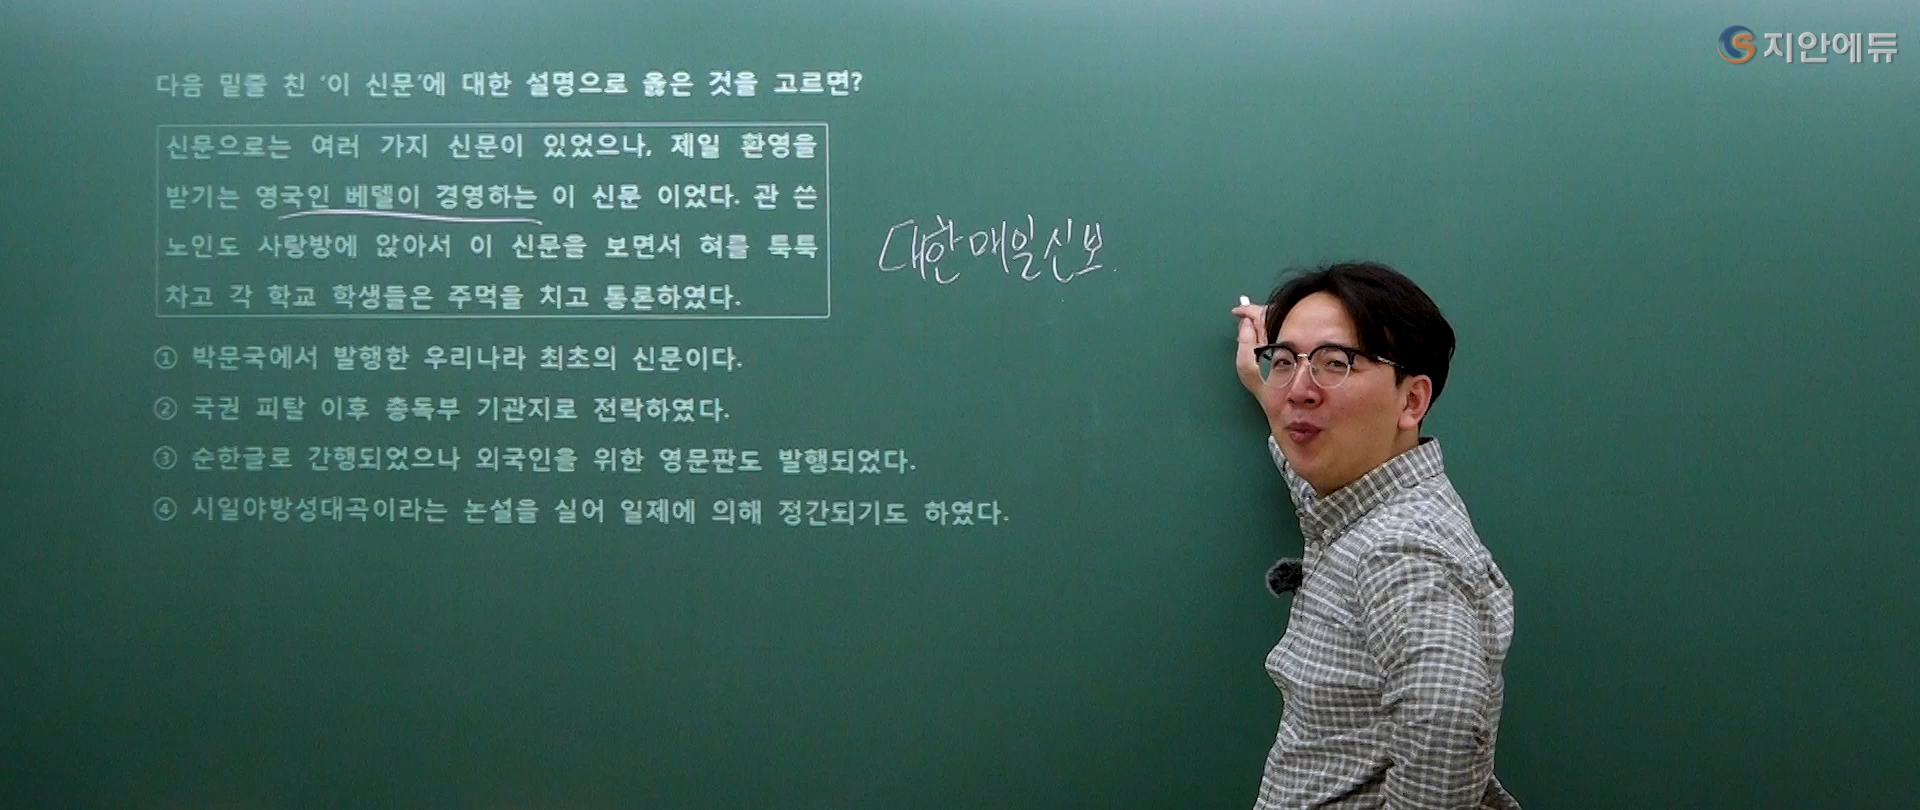 지안에듀
다음 밑줄 친 ‘이 신문’에 대한 설명으로 옳은 것을 고르면?
신문으로는 여러 가지 신문이 있었으나, 제일 환영을
받기는 영국인 베델이 경영하는 이 신문 이었다. 관 쓴
노인도 사랑방에 앉아서 이 신문을 보면서 혀를 툭툭
차고 각 학교 학생들은 주먹을 치고 통론하였다.
대한매일신보
① 박문국에서 발행한 우리나라 최초의 신문이다.
② 국권 피탈 이후 총독부 기관지로 전락하였다.
③ 순한글로 간행되었으나 외국인을 위한 영문판도 발행되었다.
④ 시일야방성대곡이라는 논설을 실어 일제에 의해 정간되기도 하였다.